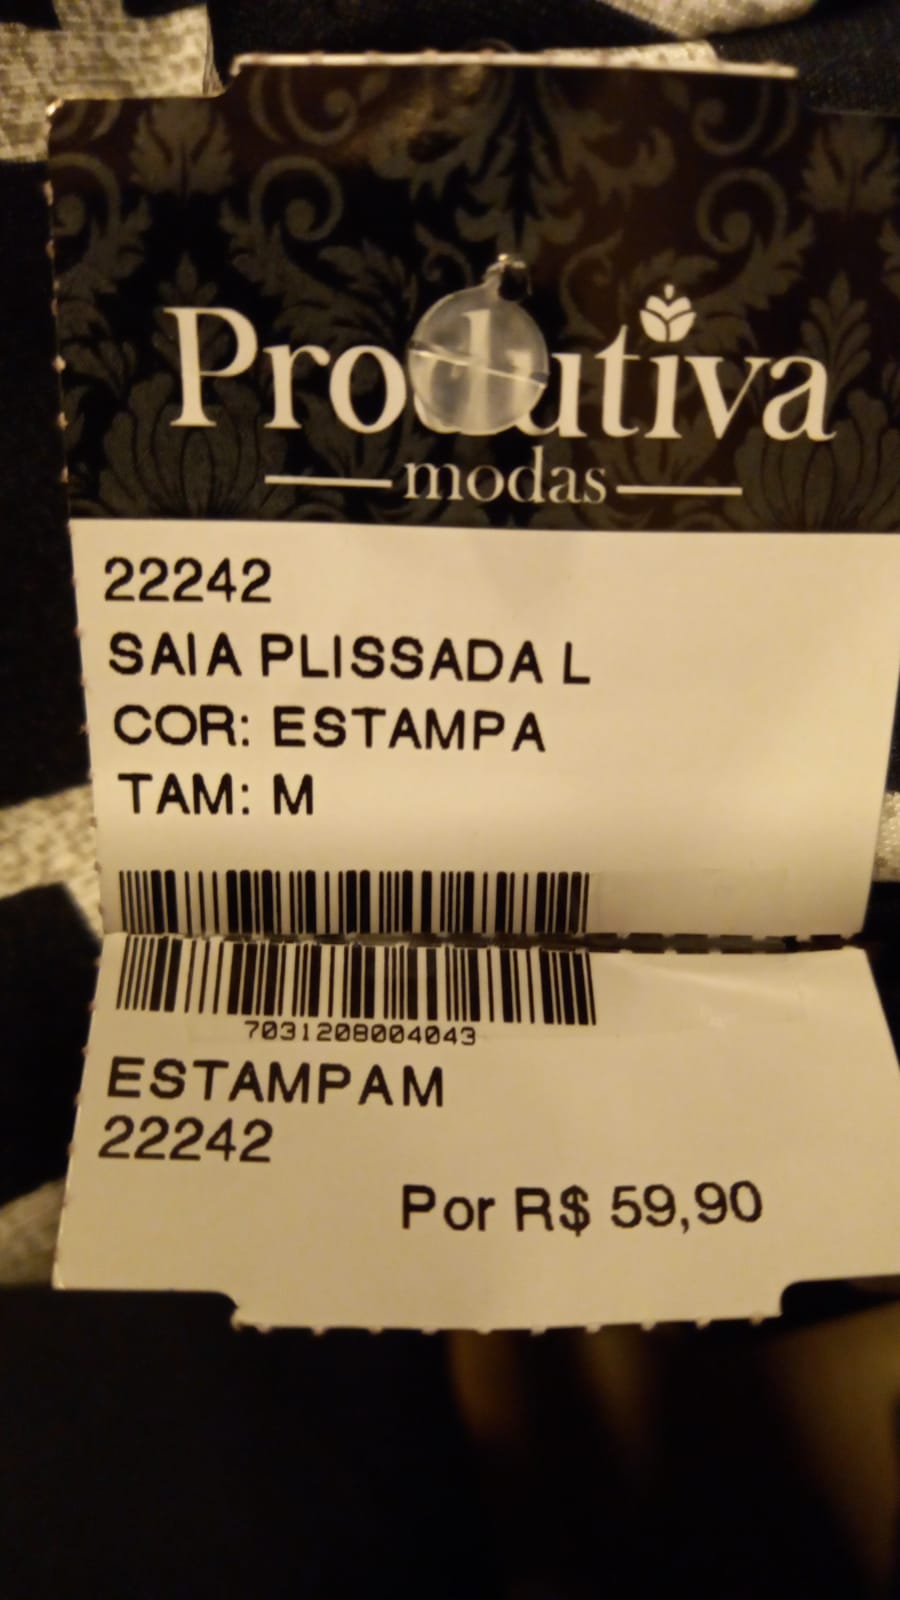 Produtiva
modas
22242
SAIA PLISSADA L
COR: ESTAMPA
TAM: M
7031208004043
ESTAMPAM
22242
Por R$ 59,90